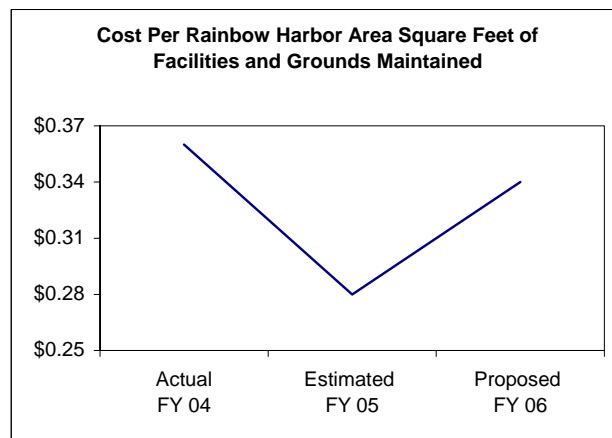 Cost Per Rainbow Harbor Area Square Feet of
Facilities and Grounds Maintained
$0.37
$0.34
$0.31
$0.28
$0.25
Actual
FY 04
Estimated
FY 05
Proposed
FY 06